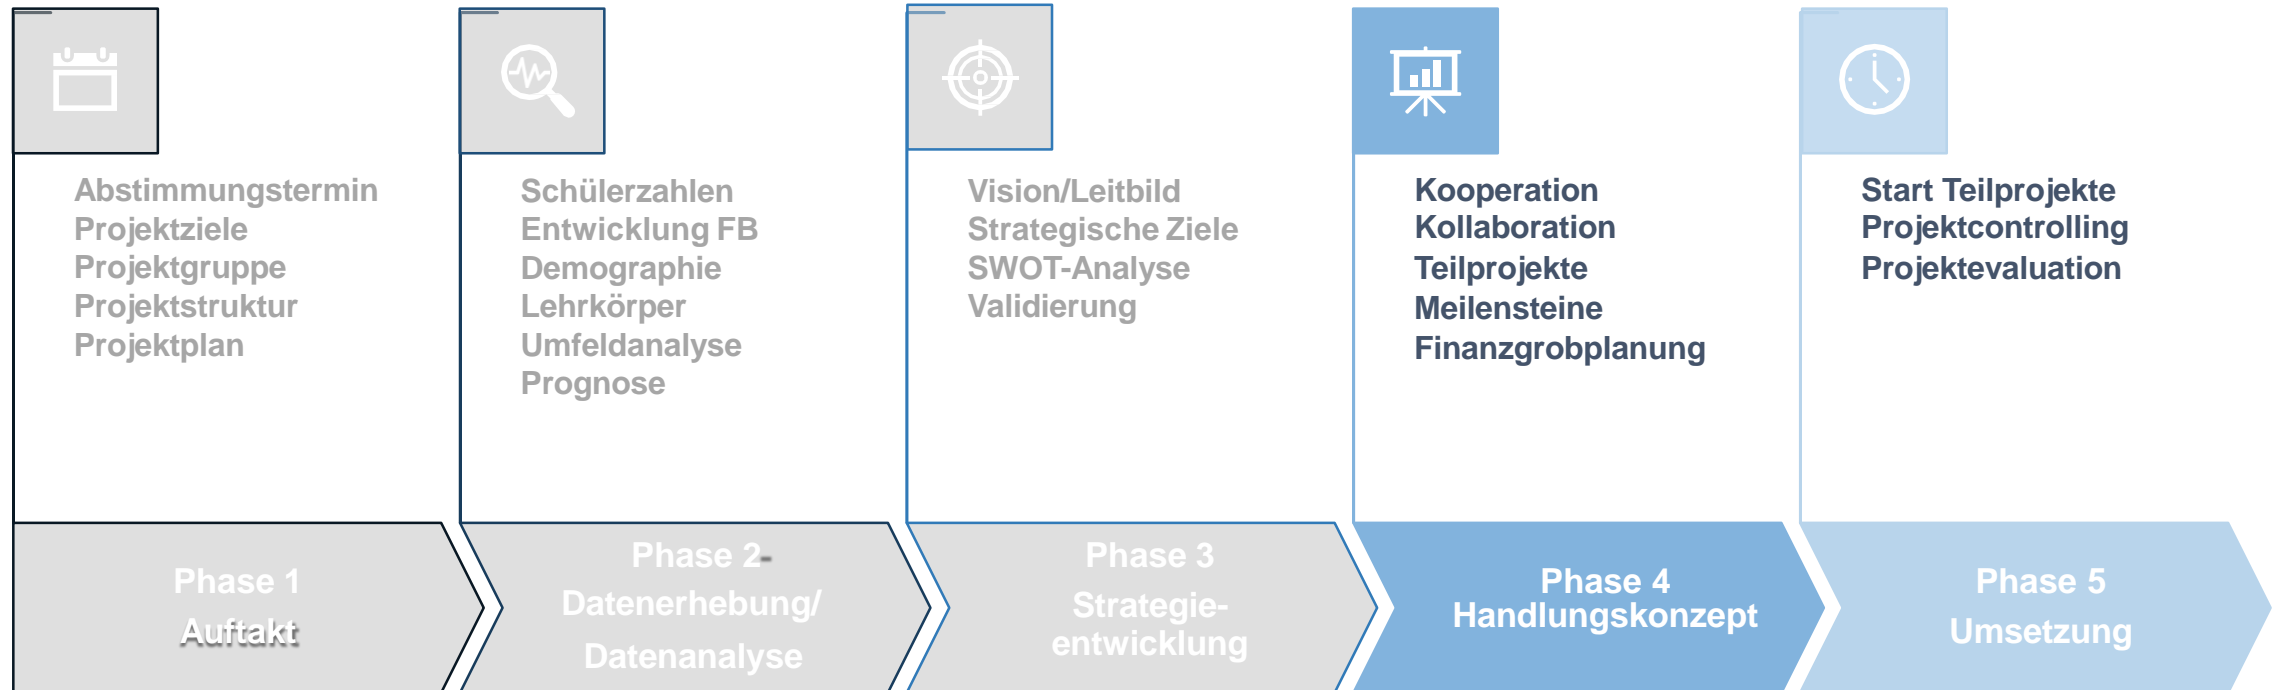 Abstimmungstermin
Projektziele
Projektgruppe
Projektstruktur
Projektplan
Schülerzahlen
Entwicklung FB
Demographie
Lehrkörper
Umfeldanalyse
Prognose
Vision/Leitbild
Strategische Ziele
SWOT-Analyse
Validierung
Kooperation
Kollaboration
Teilprojekte
Meilensteine
Finanzgrobplanung
Start Teilprojekte
Projektcontrolling
Projektevaluation
Phase 1
Auftakt
Phase 2-
Datenerhebung/
Datenanalyse
Phase 3
Strategie-
entwicklung
Phase 4
Handlungskonzept
Phase 5
Umsetzung